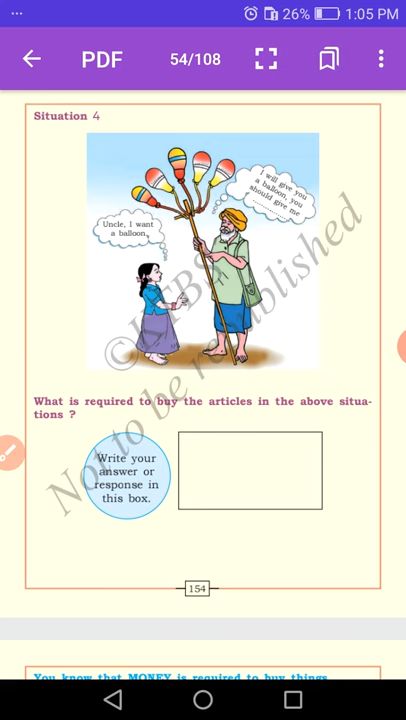 26% 1:05 PM
PDF 54/108
Situation 4
I will give you
a balloon, you
should give me
..............
Uncle, I want
a balloon.
©KTBS
Not to be republished
What is required to buy the articles in the above situa-
tions ?
Write your
answer or
response in
this box.
154
You know that MONEY is required to buy things.